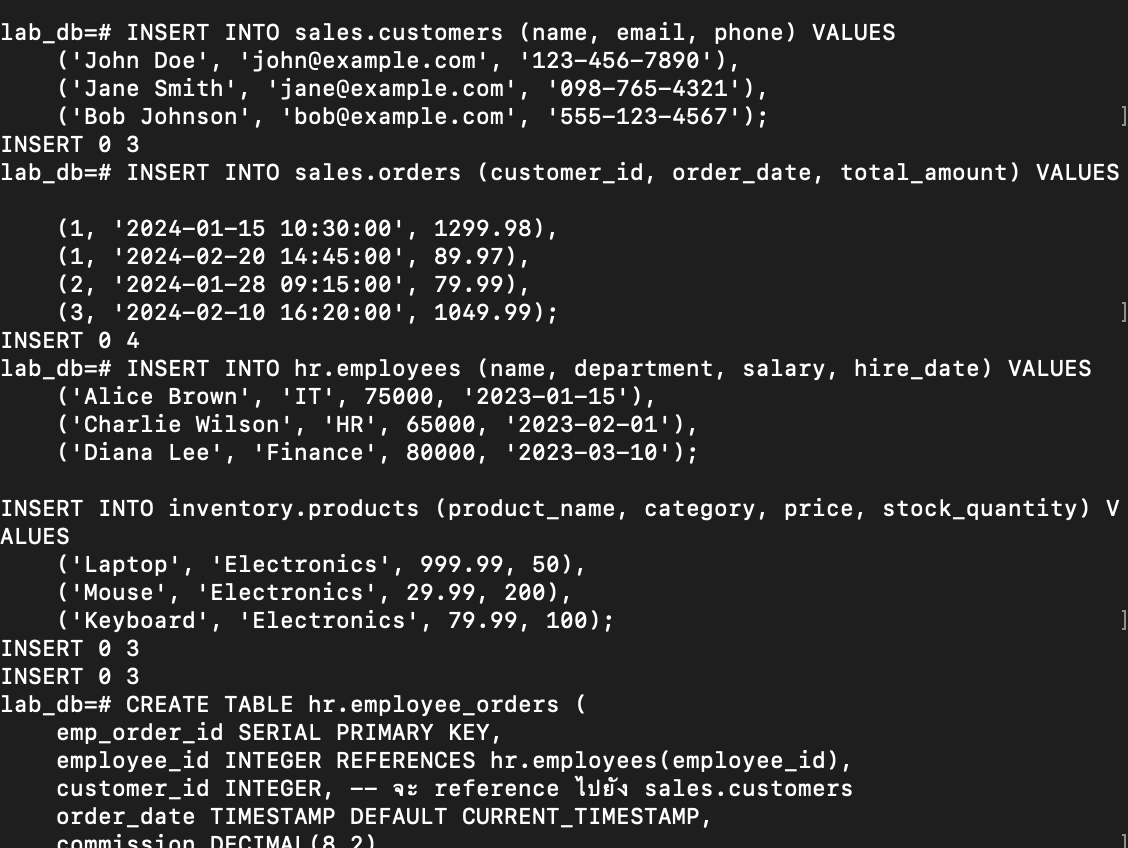 lab_db=# INSERT INTO sales.customers (name, email, phone) VALUES
    ('John Doe', 'john@example.com', '123-456-7890'),
    ('Jane Smith', 'jane@example.com', '098-765-4321'),
    ('Bob Johnson', 'bob@example.com', '555-123-4567');                         ]
INSERT 0 3
lab_db=# INSERT INTO sales.orders (customer_id, order_date, total_amount) VALUES
    (1, '2024-01-15 10:30:00', 1299.98),
    (1, '2024-02-20 14:45:00', 89.97),
    (2, '2024-01-28 09:15:00', 79.99),
    (3, '2024-02-10 16:20:00', 1049.99);                                        ]
INSERT 0 4
lab_db=# INSERT INTO hr.employees (name, department, salary, hire_date) VALUES
    ('Alice Brown', 'IT', 75000, '2023-01-15'),
    ('Charlie Wilson', 'HR', 65000, '2023-02-01'),
    ('Diana Lee', 'Finance', 80000, '2023-03-10');
INSERT INTO inventory.products (product_name, category, price, stock_quantity) V
ALUES
    ('Laptop', 'Electronics', 999.99, 50),
    ('Mouse', 'Electronics', 29.99, 200),
    ('Keyboard', 'Electronics', 79.99, 100);                                    ]
INSERT 0 3
INSERT 0 3
lab_db=# CREATE TABLE hr.employee_orders (
    emp_order_id SERIAL PRIMARY KEY,
    employee_id INTEGER REFERENCES hr.employees(employee_id),
    customer_id INTEGER, -- จะ reference ไปยัง sales.customers
    order_date TIMESTAMP DEFAULT CURRENT_TIMESTAMP,
    commission DECIMAL(8,2)                                                     ]